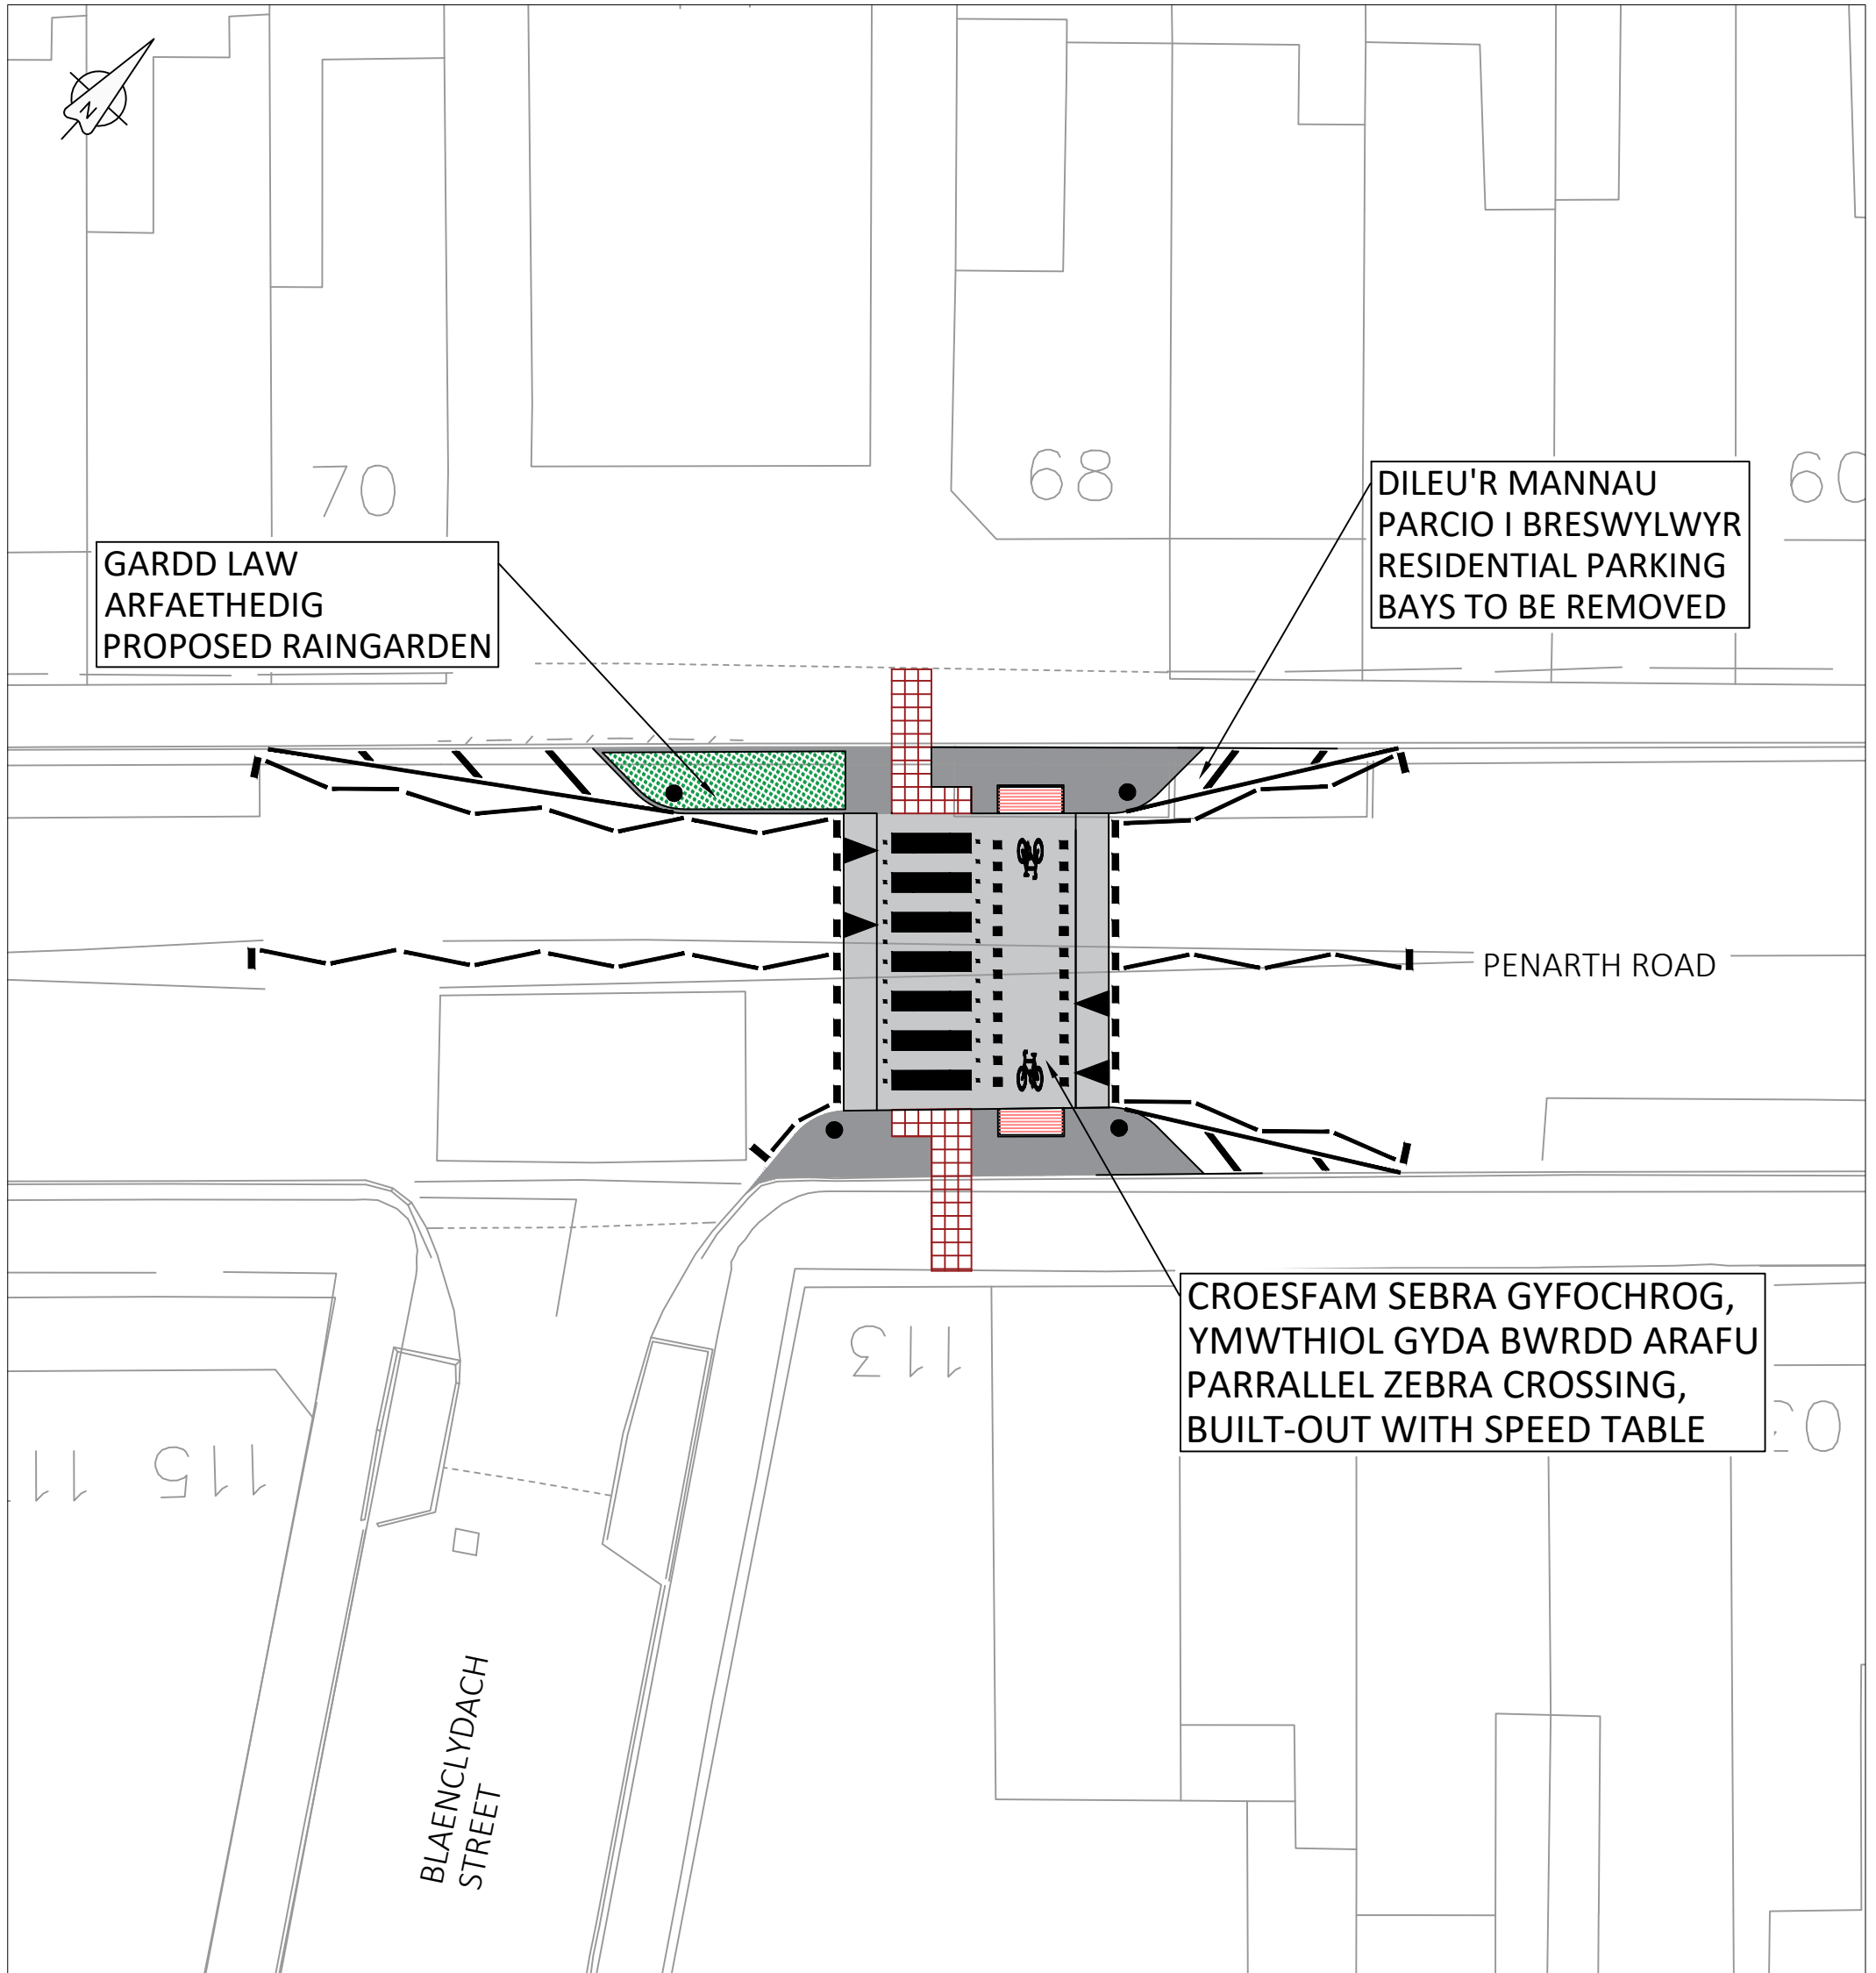 N
70
68
60
DILEU'R MANNAU
PARCIO I BRESWYLWYR
RESIDENTIAL PARKING
BAYS TO BE REMOVED
GARDD LAW
ARFAETHEDIG
PROPOSED RAINGARDEN
PENARTH ROAD
CROESFAM SEBRA GYFOCHROG,
YMWTHIOL GYDA BWRDD ARAFU
PARRALLEL ZEBRA CROSSING,
BUILT-OUT WITH SPEED TABLE
113
115
11
BLAENCLYDACH
STREET